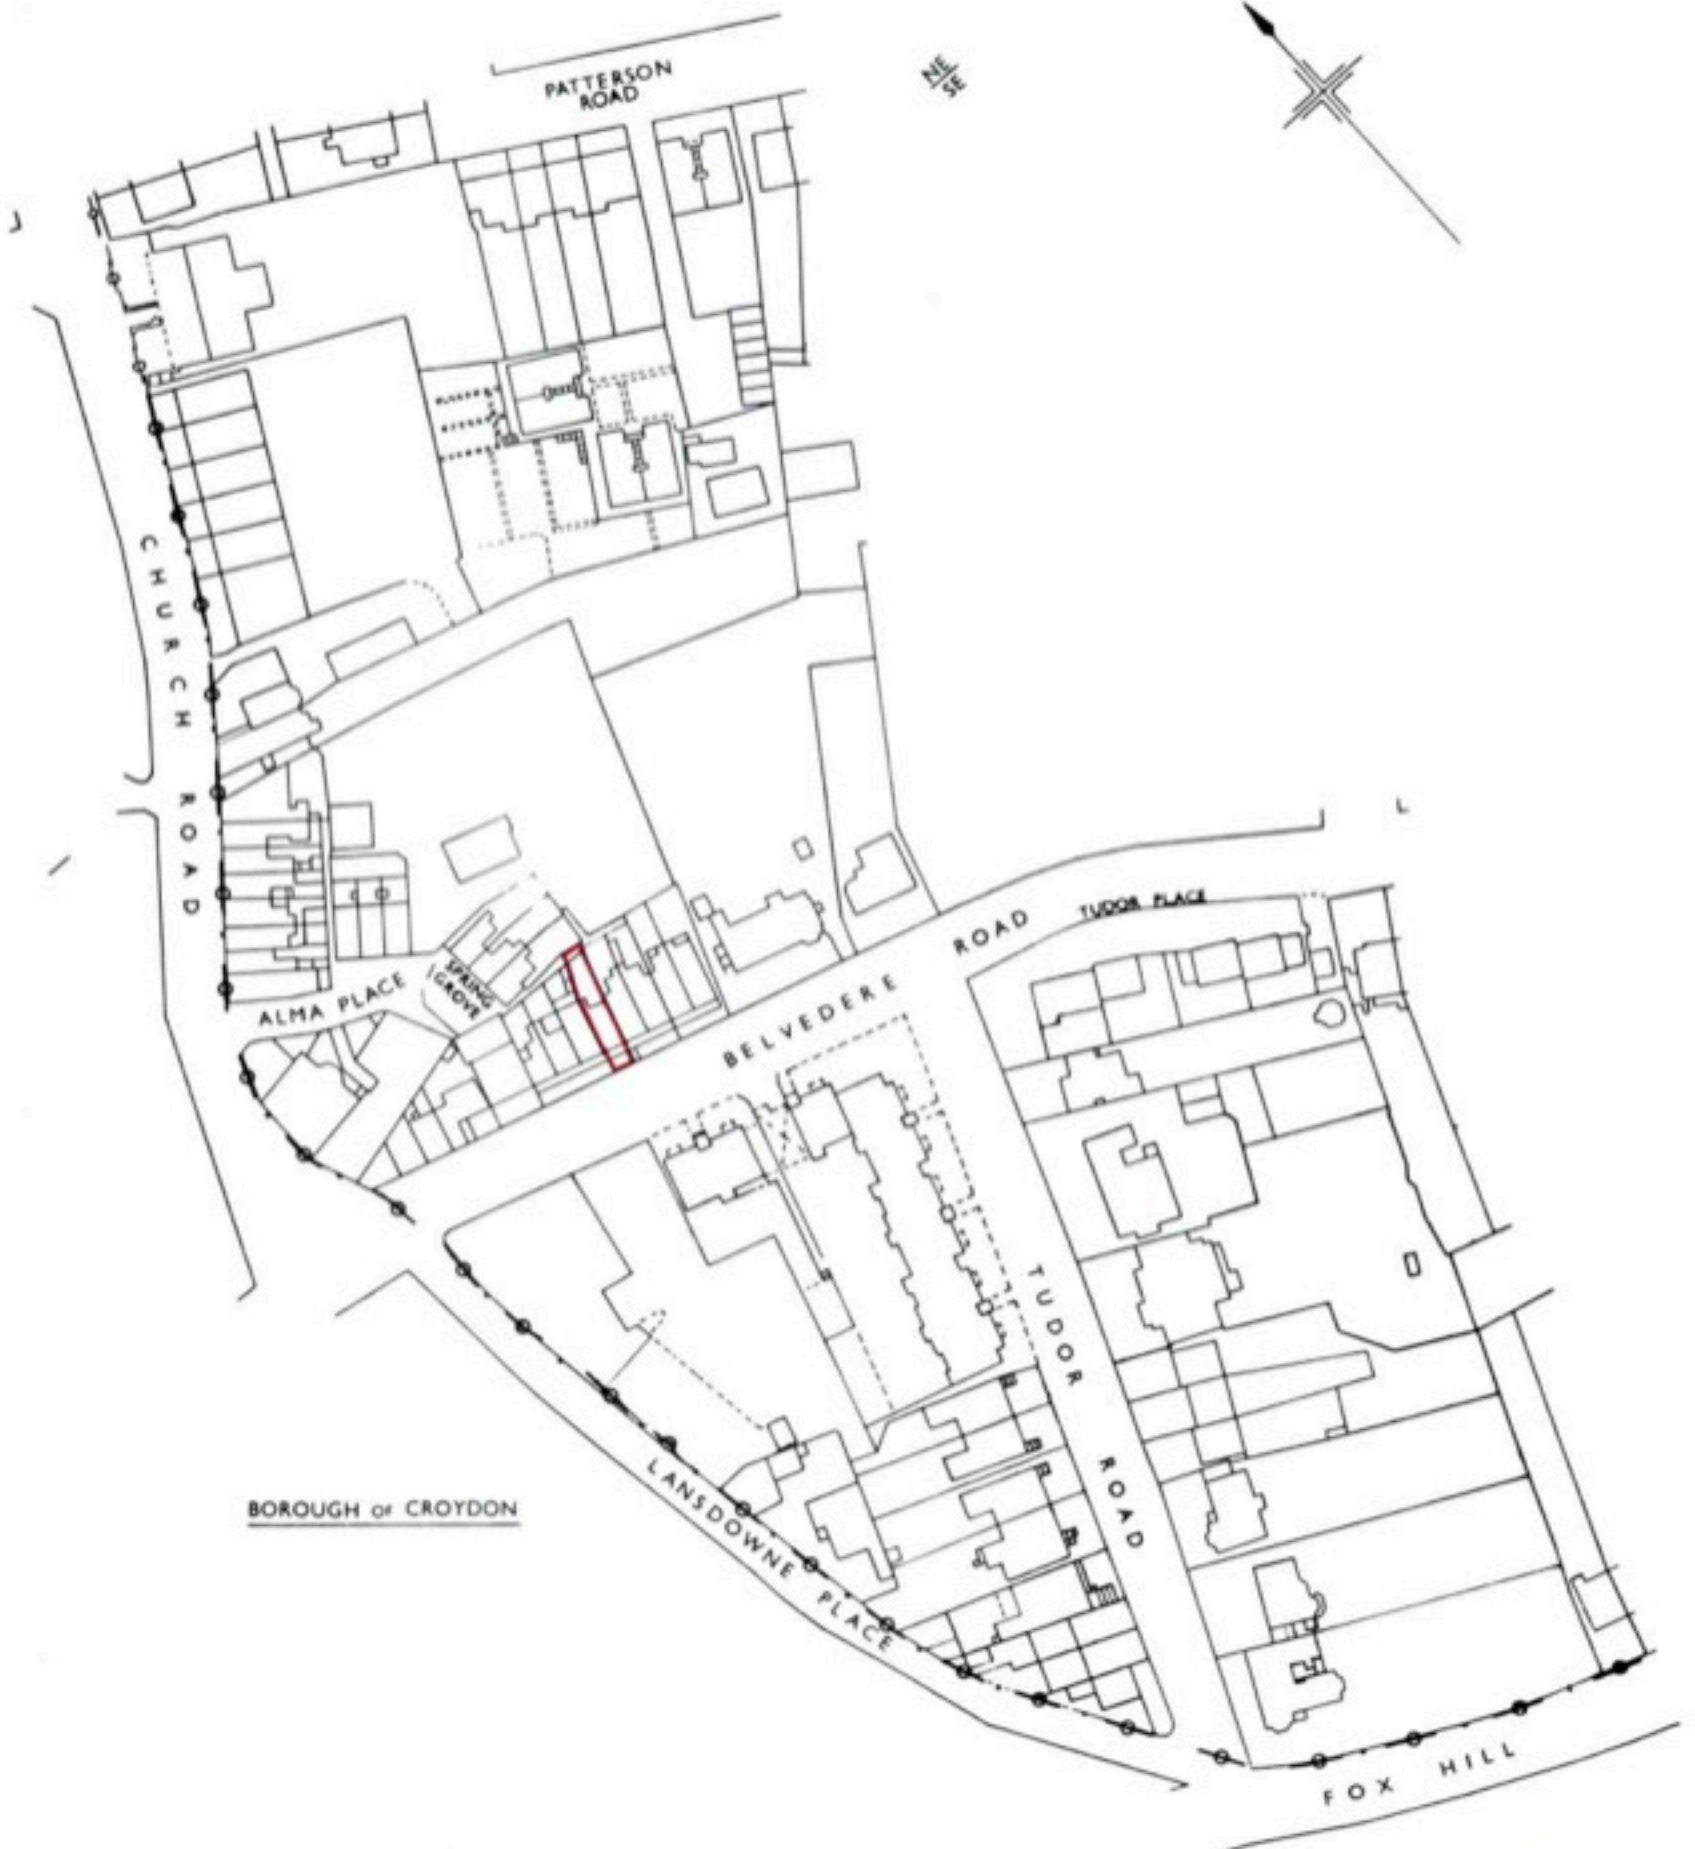 PATTERSON
ROAD
NE
SE
CHURCH ROAD
ALMA PLACE
SPRING
GROVE
BELVEDERE ROAD
TUDOR PLACE
TUDOR ROAD
LANSDOWNE PLACE
BOROUGH OF CROYDON
FOX HILL